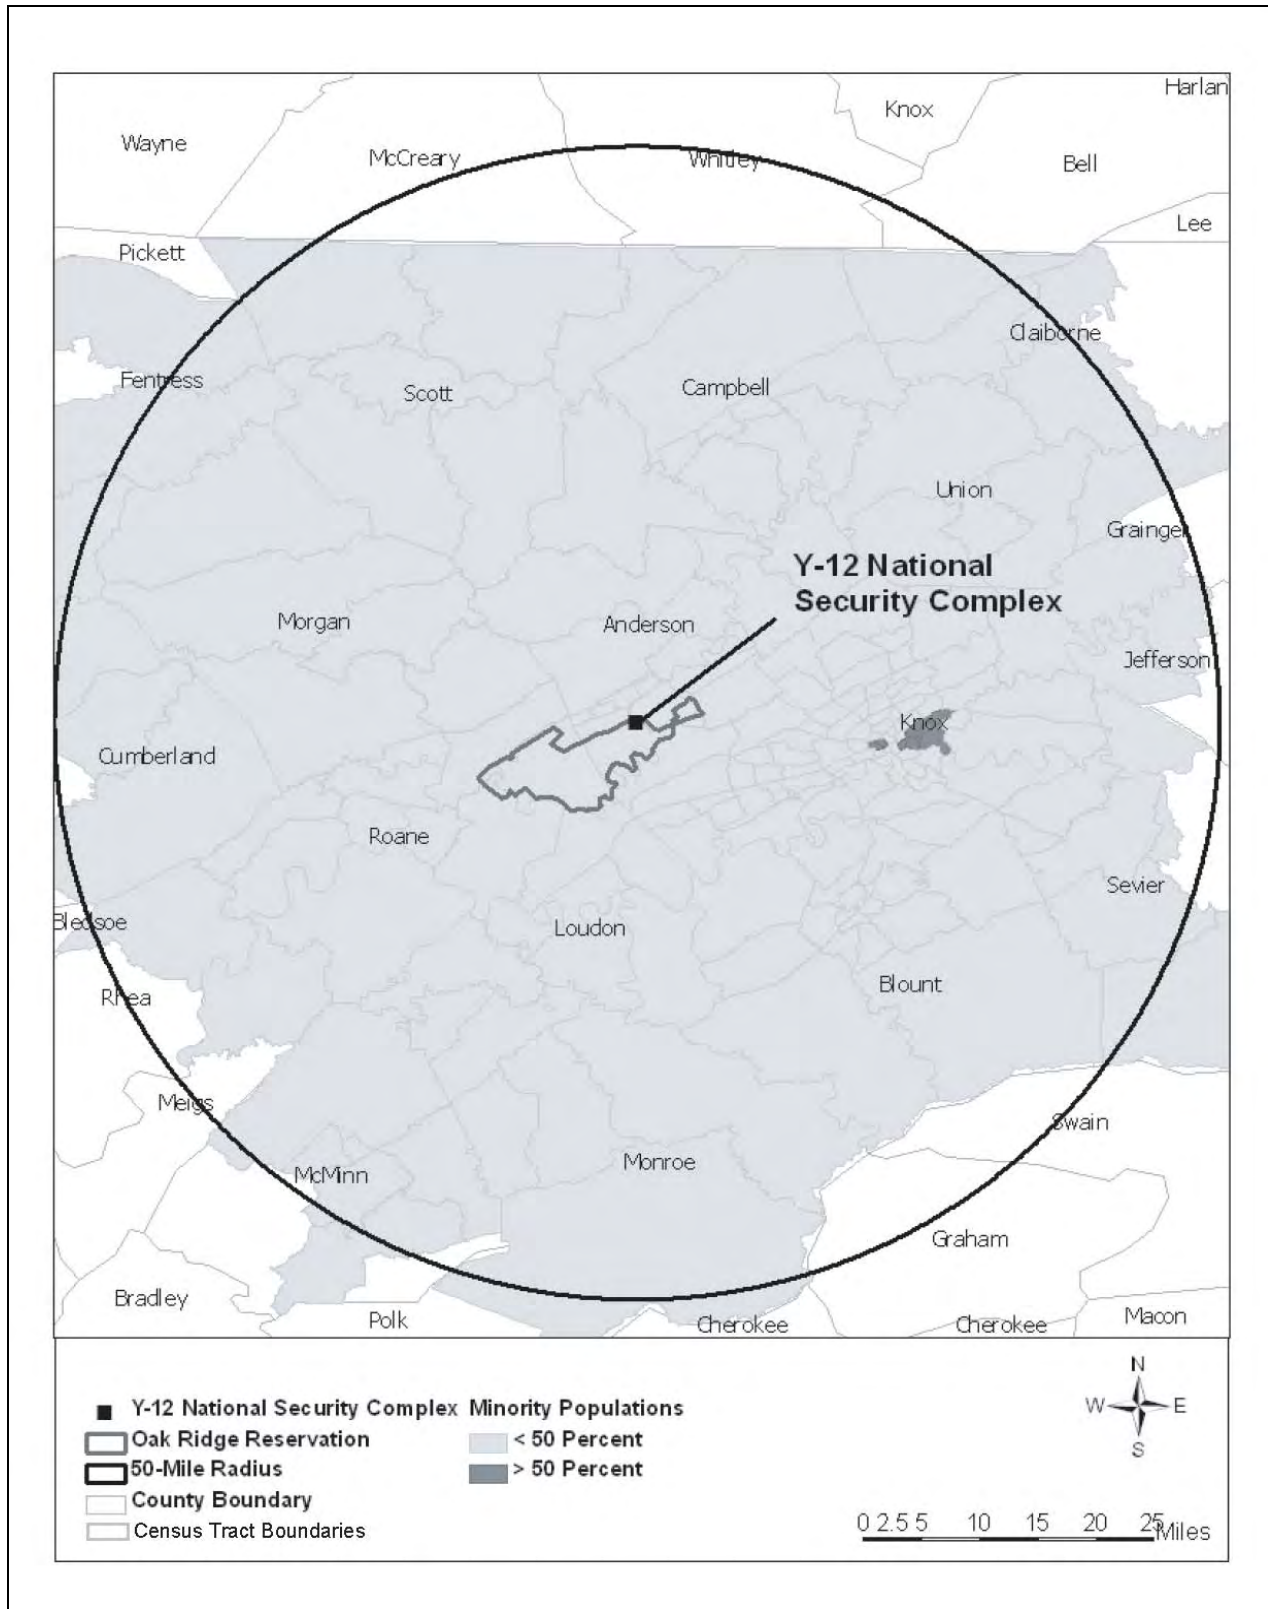 Harlan
Knox
Wayne
McCreary
Whitley
Bell
Lee
Pickett
Claiborne
Fentress
Scott
Campbell
Union
Grainger
Y-12 National
Security Complex
Morgan
Anderson
Jefferson
Knox
Cumberland
Roane
Sevier
Bledsoe
Loudon
Blount
Rhea
Meigs
Swain
McMinn
Monroe
Graham
Bradley
Polk
Cherokee
Cherokee
Macon
Y-12 National Security Complex
Oak Ridge Reservation
50-Mile Radius
County Boundary
Census Tract Boundaries
Minority Populations
< 50 Percent
> 50 Percent
N
W E
S
0 2.5 5 10 15 20 25 Miles